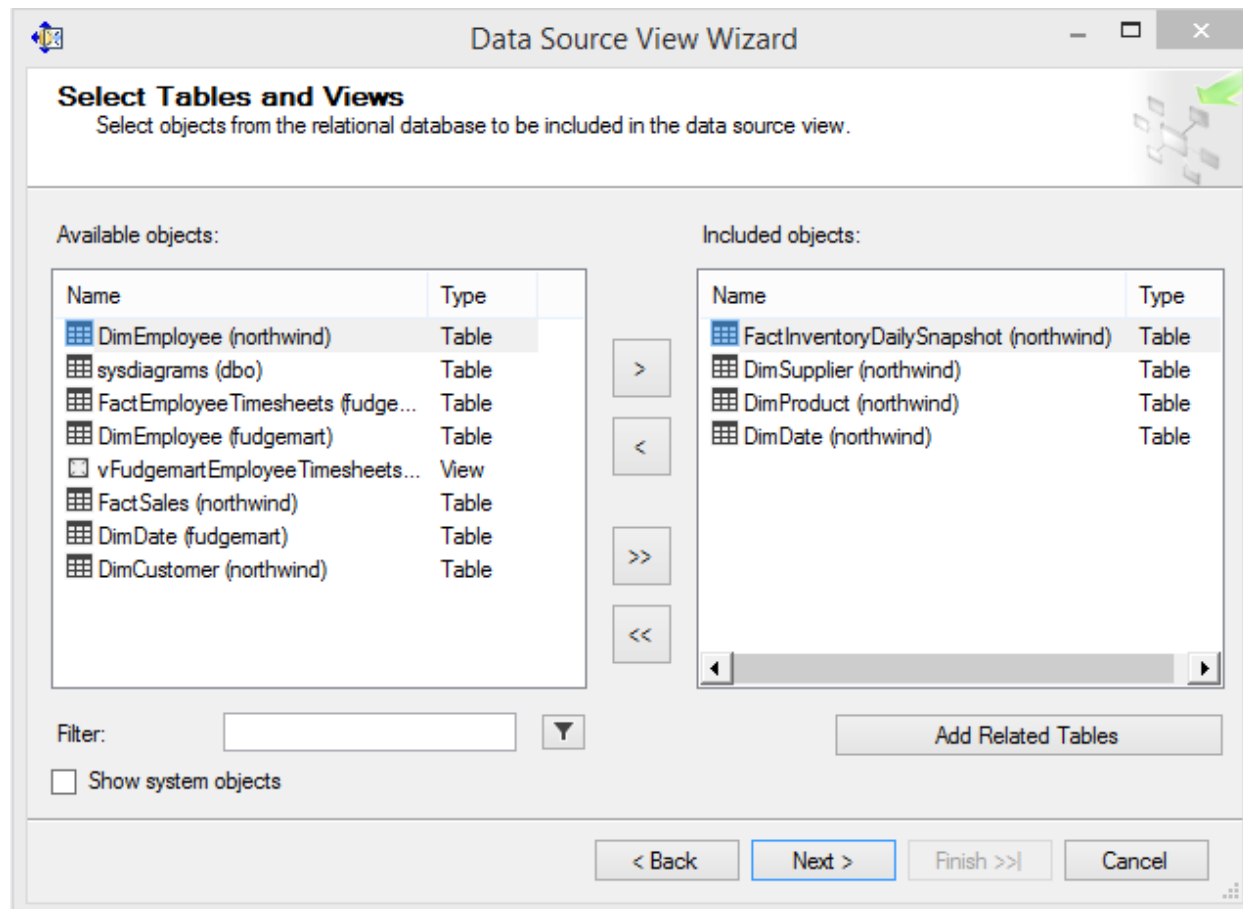 Data Source View Wizard
Select Tables and Views
Select objects from the relational database to be included in the data source view.
Available objects:
Included objects:
Name Type
DimEmployee (northwind) Table
sysdiagrams (dbo) Table
FactEmployeeTimesheets (fudge... Table
DimEmployee (fudgemart) Table
vFudgemartEmployeeTimesheets... View
FactSales (northwind) Table
DimDate (fudgemart) Table
DimCustomer (northwind) Table
>
<
>>
<<
Name Type
FactInventoryDailySnapshot (northwind) Table
DimSupplier (northwind) Table
DimProduct (northwind) Table
DimDate (northwind) Table
Filter:
Add Related Tables
Show system objects
< Back Next > Finish >>| Cancel